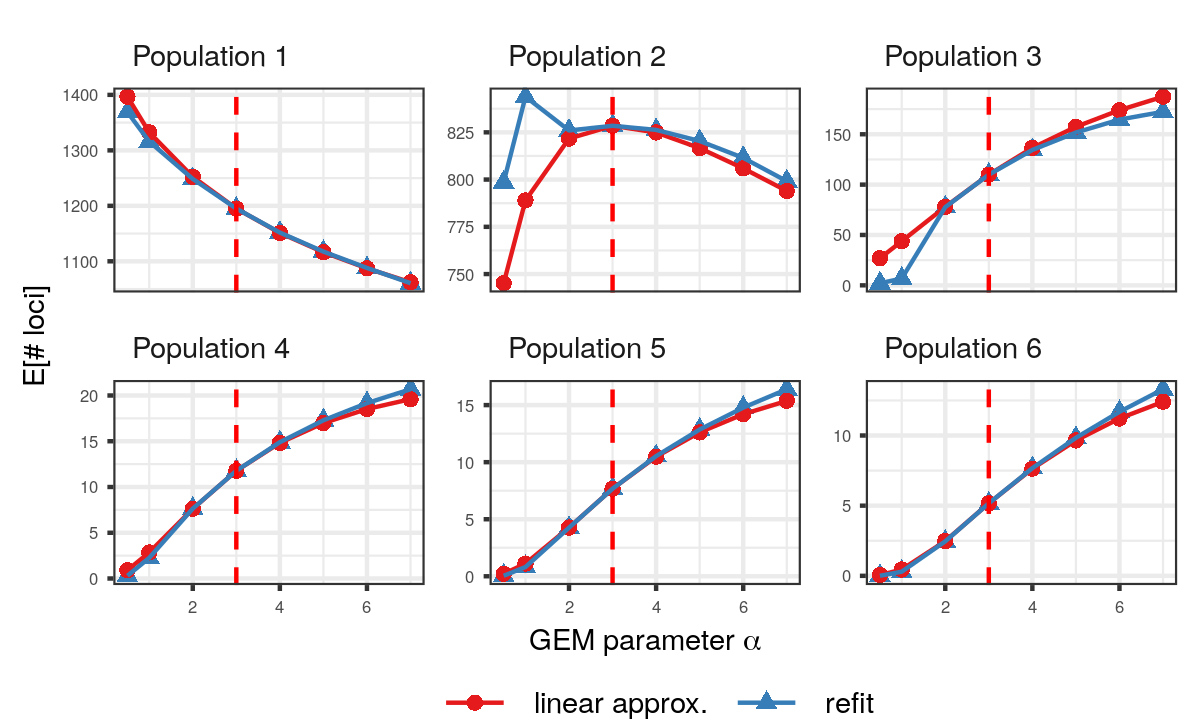 Population 1
Population 2
Population 3
1400
1300
1200
1100
825
800
775
750
150
100
50
0
E[# loci]
Population 4
Population 5
Population 6
20
15
10
5
0
15
10
5
0
10
5
0
2 4 6
2 4 6
2 4 6
GEM parameter α
linear approx. refit